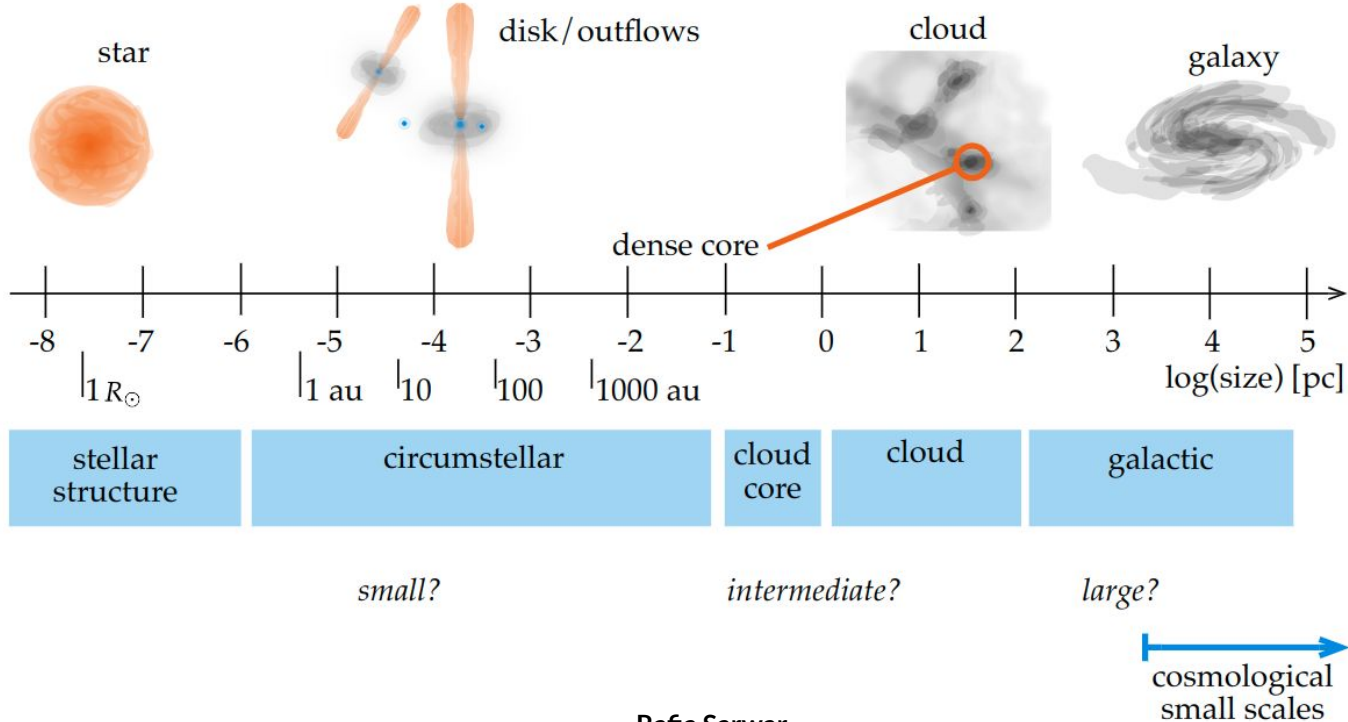 star
disk/outflows
cloud
galaxy
dense core
-8 -7 -6 -5 -4 -3 -2 -1 0 1 2 3 4 5
1 R☉ 1 au 10 100 1000 au log(size) [pc]
stellar
structure
circumstellar
cloud
core
cloud
galactic
small? intermediate? large?
cosmological
small scales